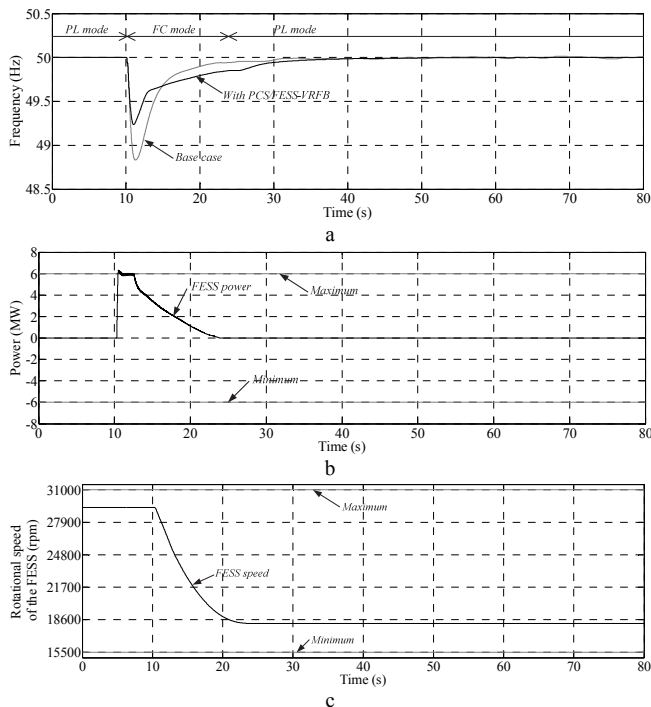 PL mode FC mode PL mode
50.5
50
49.5
49
48.5
Frequency (Hz)
With PCS/FESS-VRFB
Base case
0 10 20 30 40 50 60 70 80
Time (s)
a
8
6
4
2
0
-2
-4
-6
-8
Power (MW)
FESS power
Maximum
Minimum
0 10 20 30 40 50 60 70 80
Time (s)
b
31000
27900
24800
21700
18600
15500
Rotational speed
of the FESS (rpm)
Maximum
FESS speed
Minimum
0 10 20 30 40 50 60 70 80
Time (s)
c